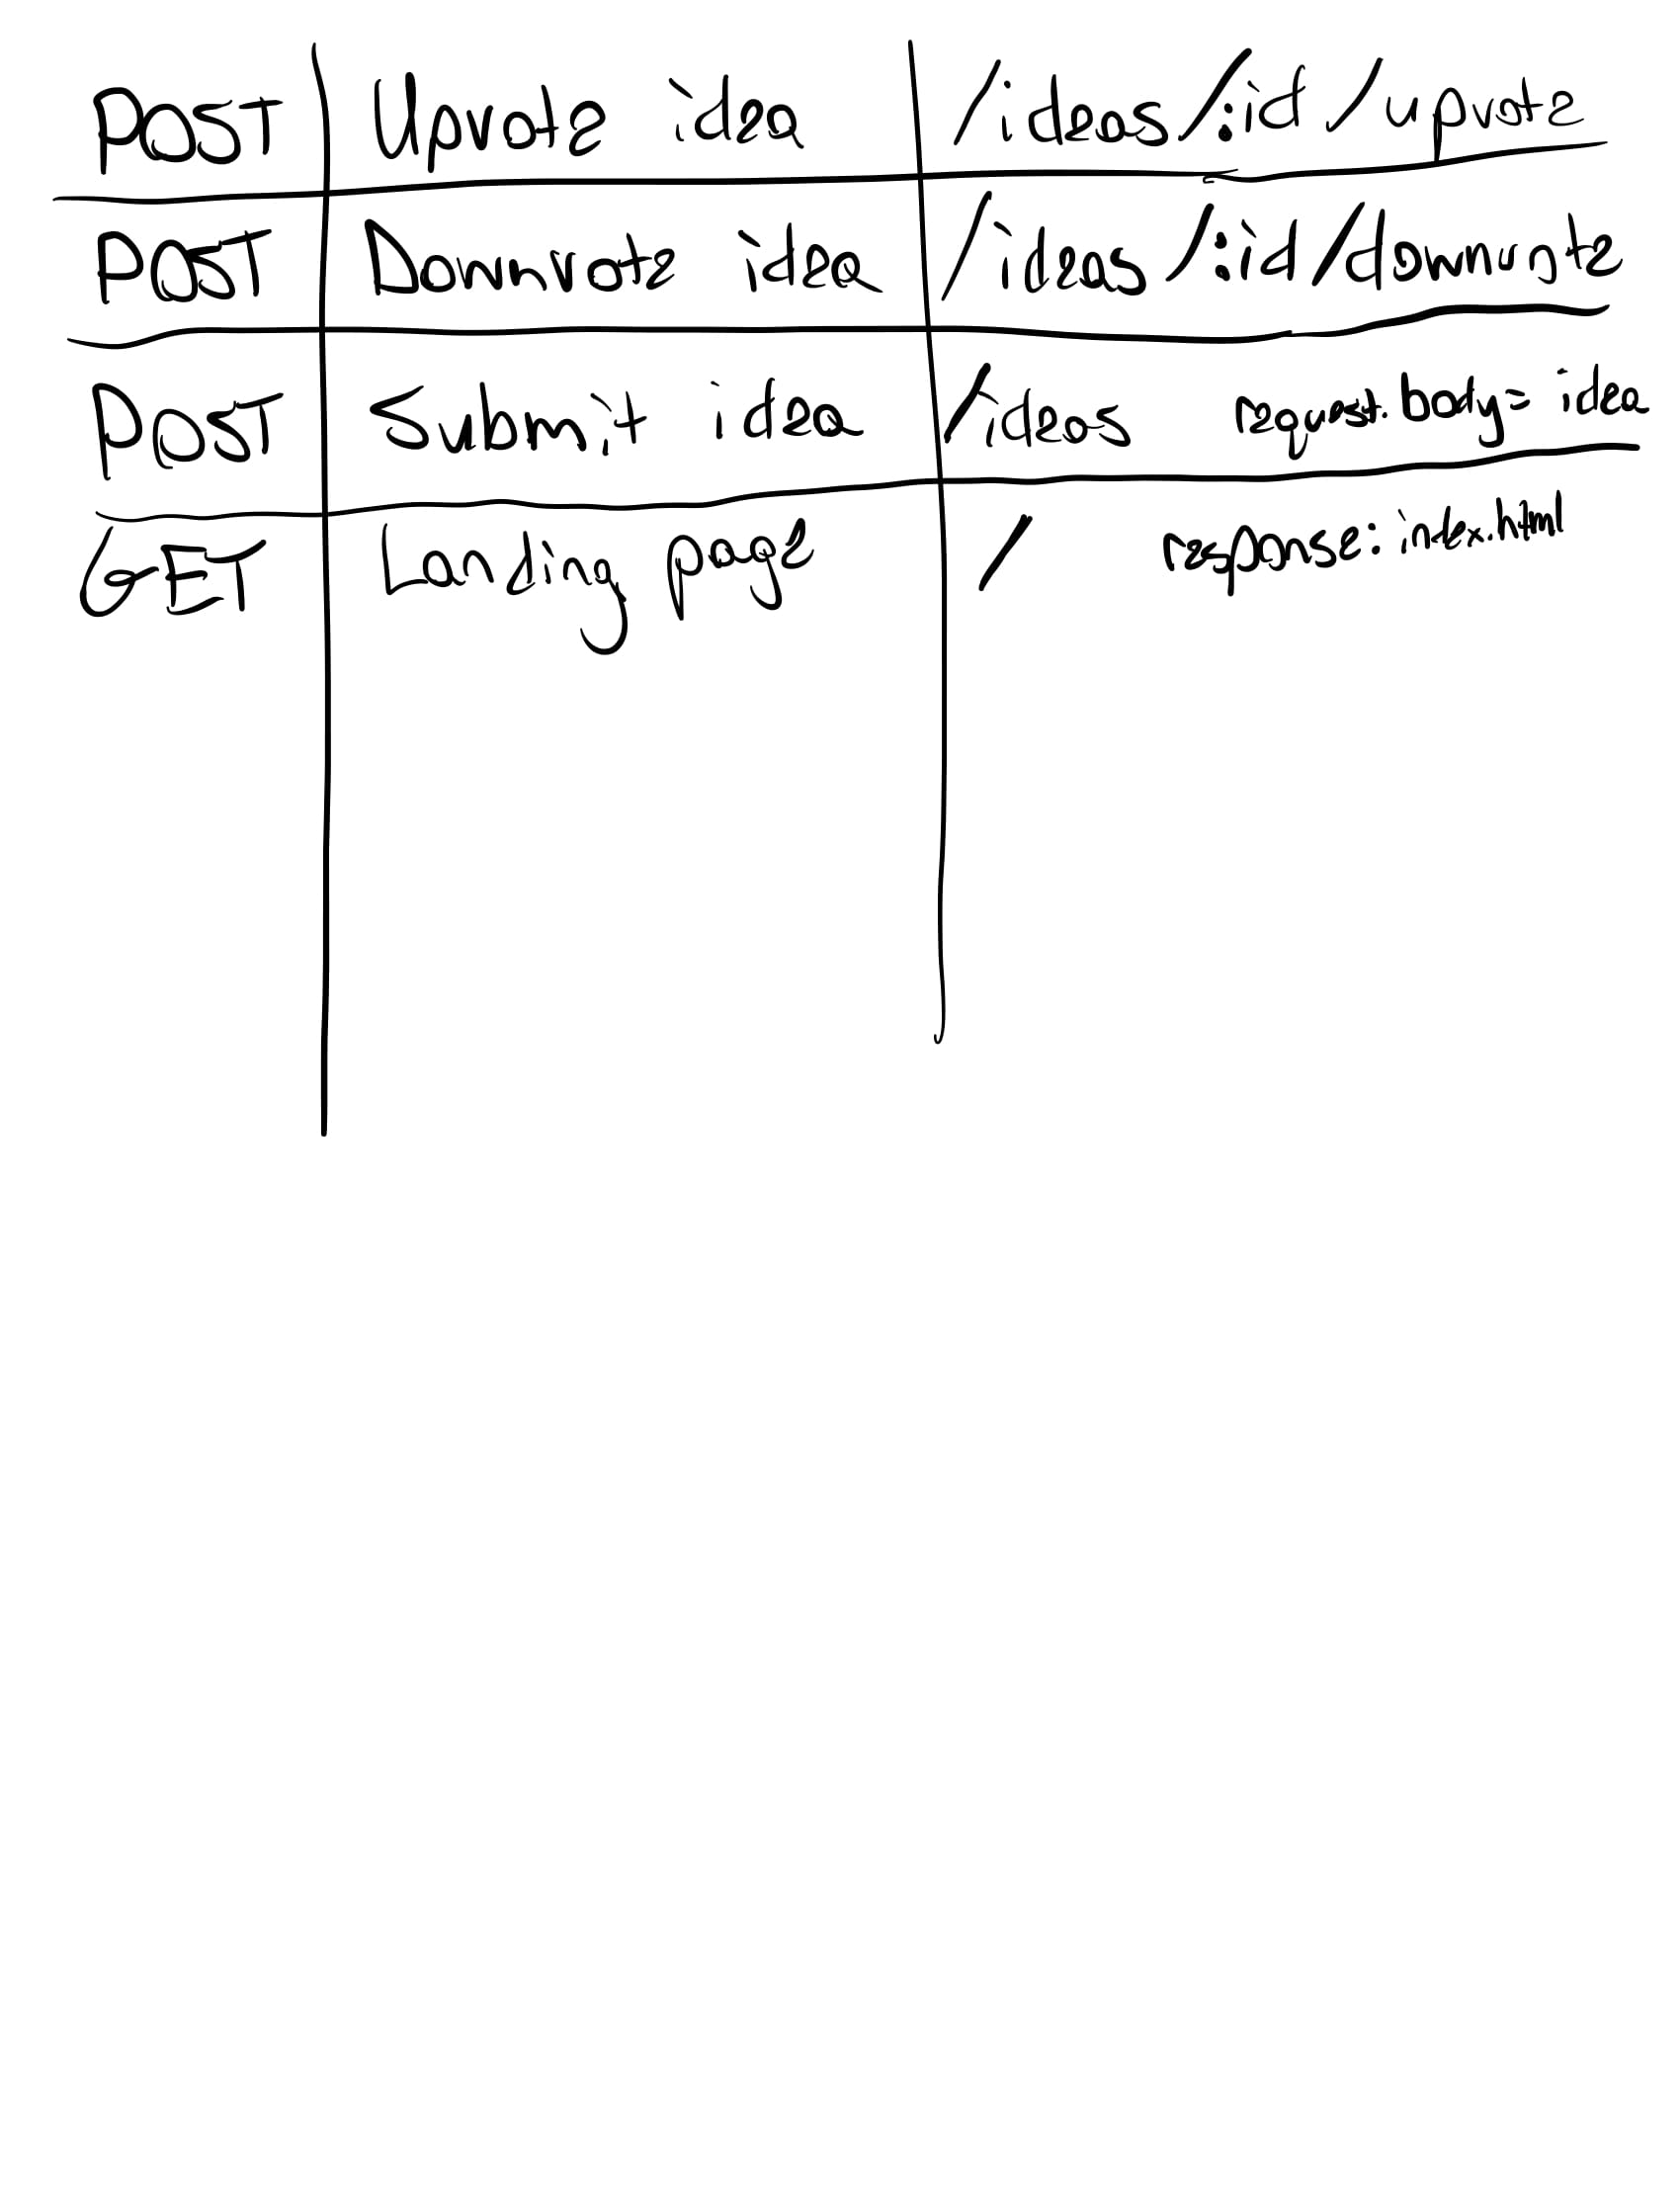 POST Upvote idea /ideas/:id/upvote
POST Downvote idea /ideas/:id/downvote
POST Submit idea /ideas request.body = idea
GET Landing page / response: index.html